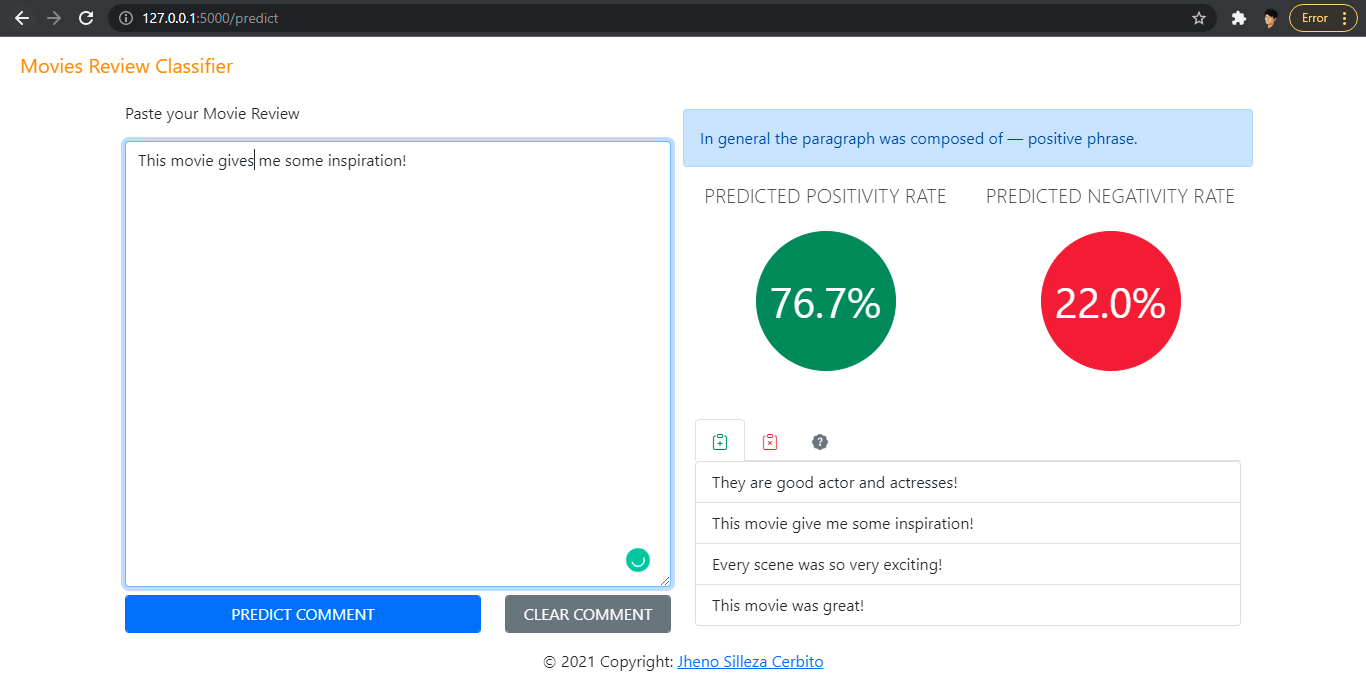 127.0.0.1:5000/predict
Error
Movies Review Classifier
Paste your Movie Review
This movie gives me some inspiration!
PREDICT COMMENT
CLEAR COMMENT
In general the paragraph was composed of — positive phrase.
PREDICTED POSITIVITY RATE
PREDICTED NEGATIVITY RATE
76.7%
22.0%
They are good actor and actresses!
This movie give me some inspiration!
Every scene was so very exciting!
This movie was great!
© 2021 Copyright: Jheno Silleza Cerbito